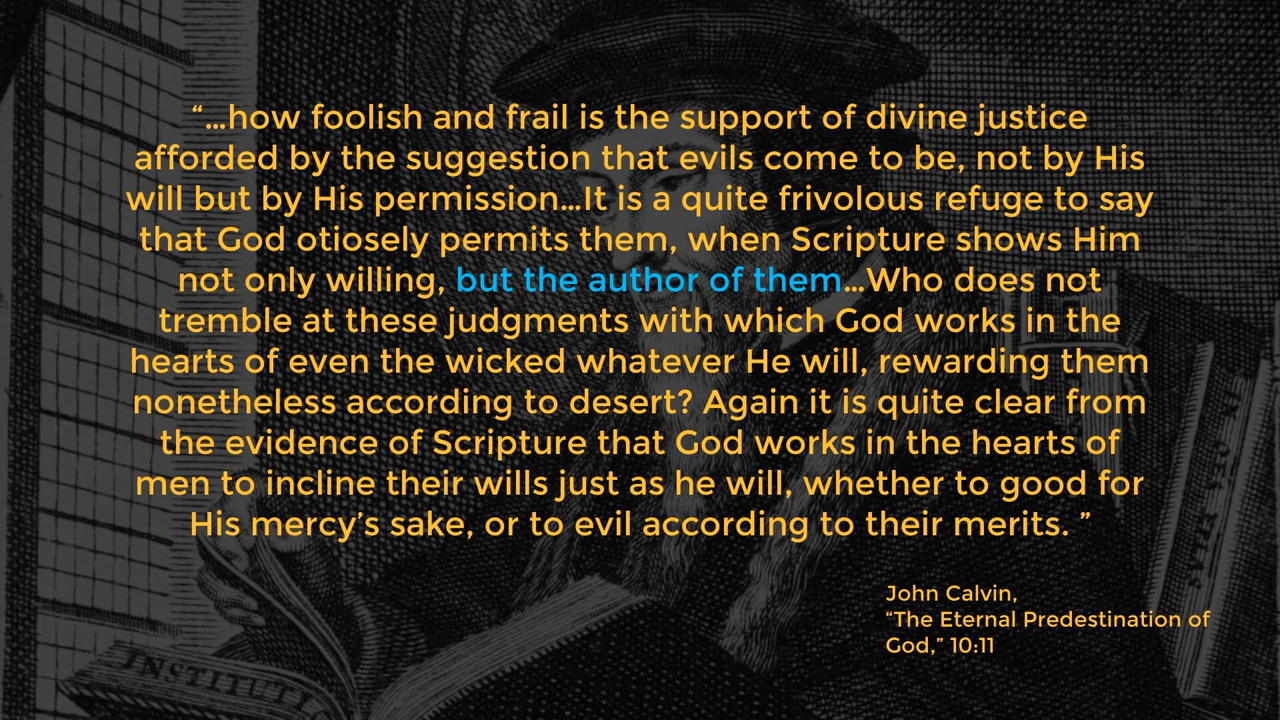 “…how foolish and frail is the support of divine justice
afforded by the suggestion that evils come to be, not by His
will but by His permission…It is a quite frivolous refuge to say
that God otiosely permits them, when Scripture shows Him
not only willing, but the author of them…Who does not
tremble at these judgments with which God works in the
hearts of even the wicked whatever He will, rewarding them
nonetheless according to desert? Again it is quite clear from
the evidence of Scripture that God works in the hearts of
men to incline their wills just as he will, whether to good for
His mercy’s sake, or to evil according to their merits. ”
John Calvin,
“The Eternal Predestination of
God,” 10:11
INSTITUTIO